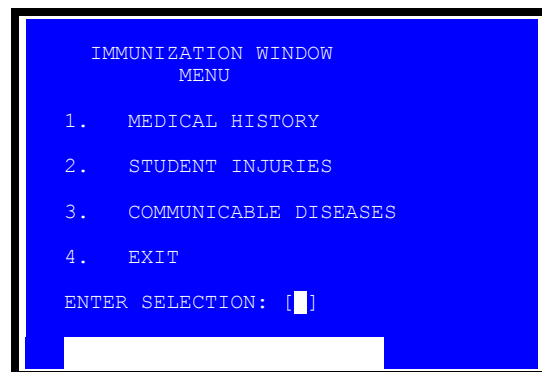 IMMUNIZATION WINDOW
MENU
1. MEDICAL HISTORY
2. STUDENT INJURIES
3. COMMUNICABLE DISEASES
4. EXIT
ENTER SELECTION: [ ]